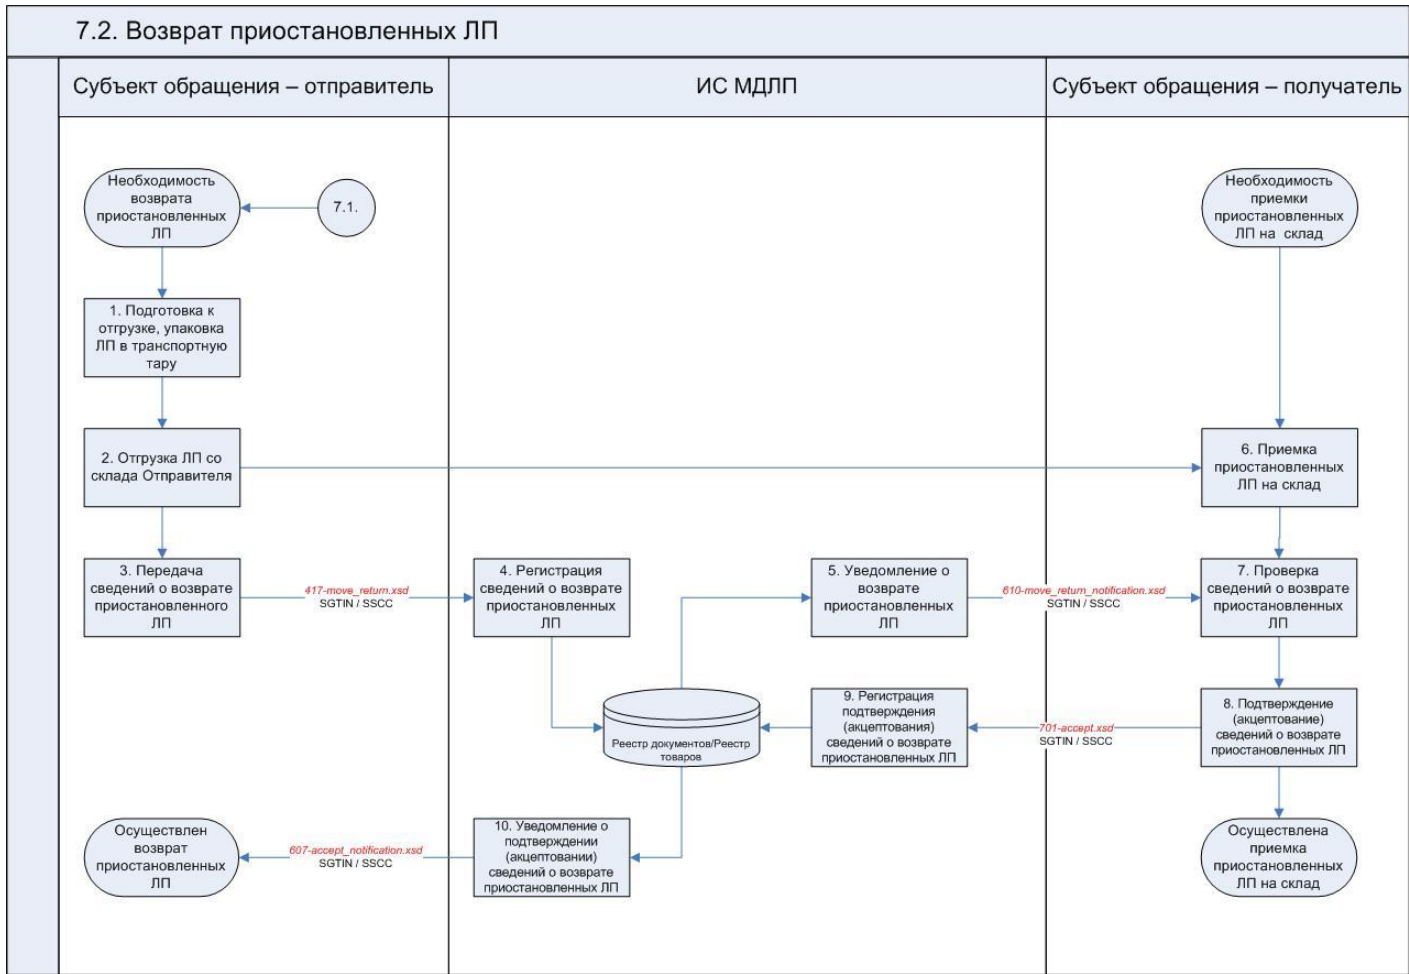 7.2. Возврат приостановленных ЛП
Субъект обращения – отправитель
ИС МДЛП
Субъект обращения – получатель
Необходимость
возврата
приостановленных
ЛП
7.1.
Необходимость
приемки
приостановленных
ЛП на склад
1. Подготовка к
отгрузке, упаковка
ЛП в транспортную
тару
2. Отгрузка ЛП со
склада Отправителя
6. Приемка
приостановленных
ЛП на склад
3. Передача
сведений о возврате
приостановленного
ЛП
417-move_return.xsd
SGTIN / SSCC
4. Регистрация
сведений о возврате
приостановленных
ЛП
5. Уведомление о
возврате
приостановленных
ЛП
610-move_return_notification.xsd
SGTIN / SSCC
7. Проверка
сведений о возврате
приостановленных
ЛП
Реестр документов/Реестр
товаров
9. Регистрация
подтверждения
(акцептования)
сведений о возврате
приостановленных ЛП
701-accept.xsd
SGTIN / SSCC
8. Подтверждение
(акцептование)
сведений о возврате
приостановленных ЛП
Осуществлен
возврат
приостановленных
ЛП
607-accept_notification.xsd
SGTIN / SSCC
10. Уведомление о
подтверждении
(акцептовании)
сведений о возврате
приостановленных ЛП
Осуществлена
приемка
приостановленных
ЛП на склад